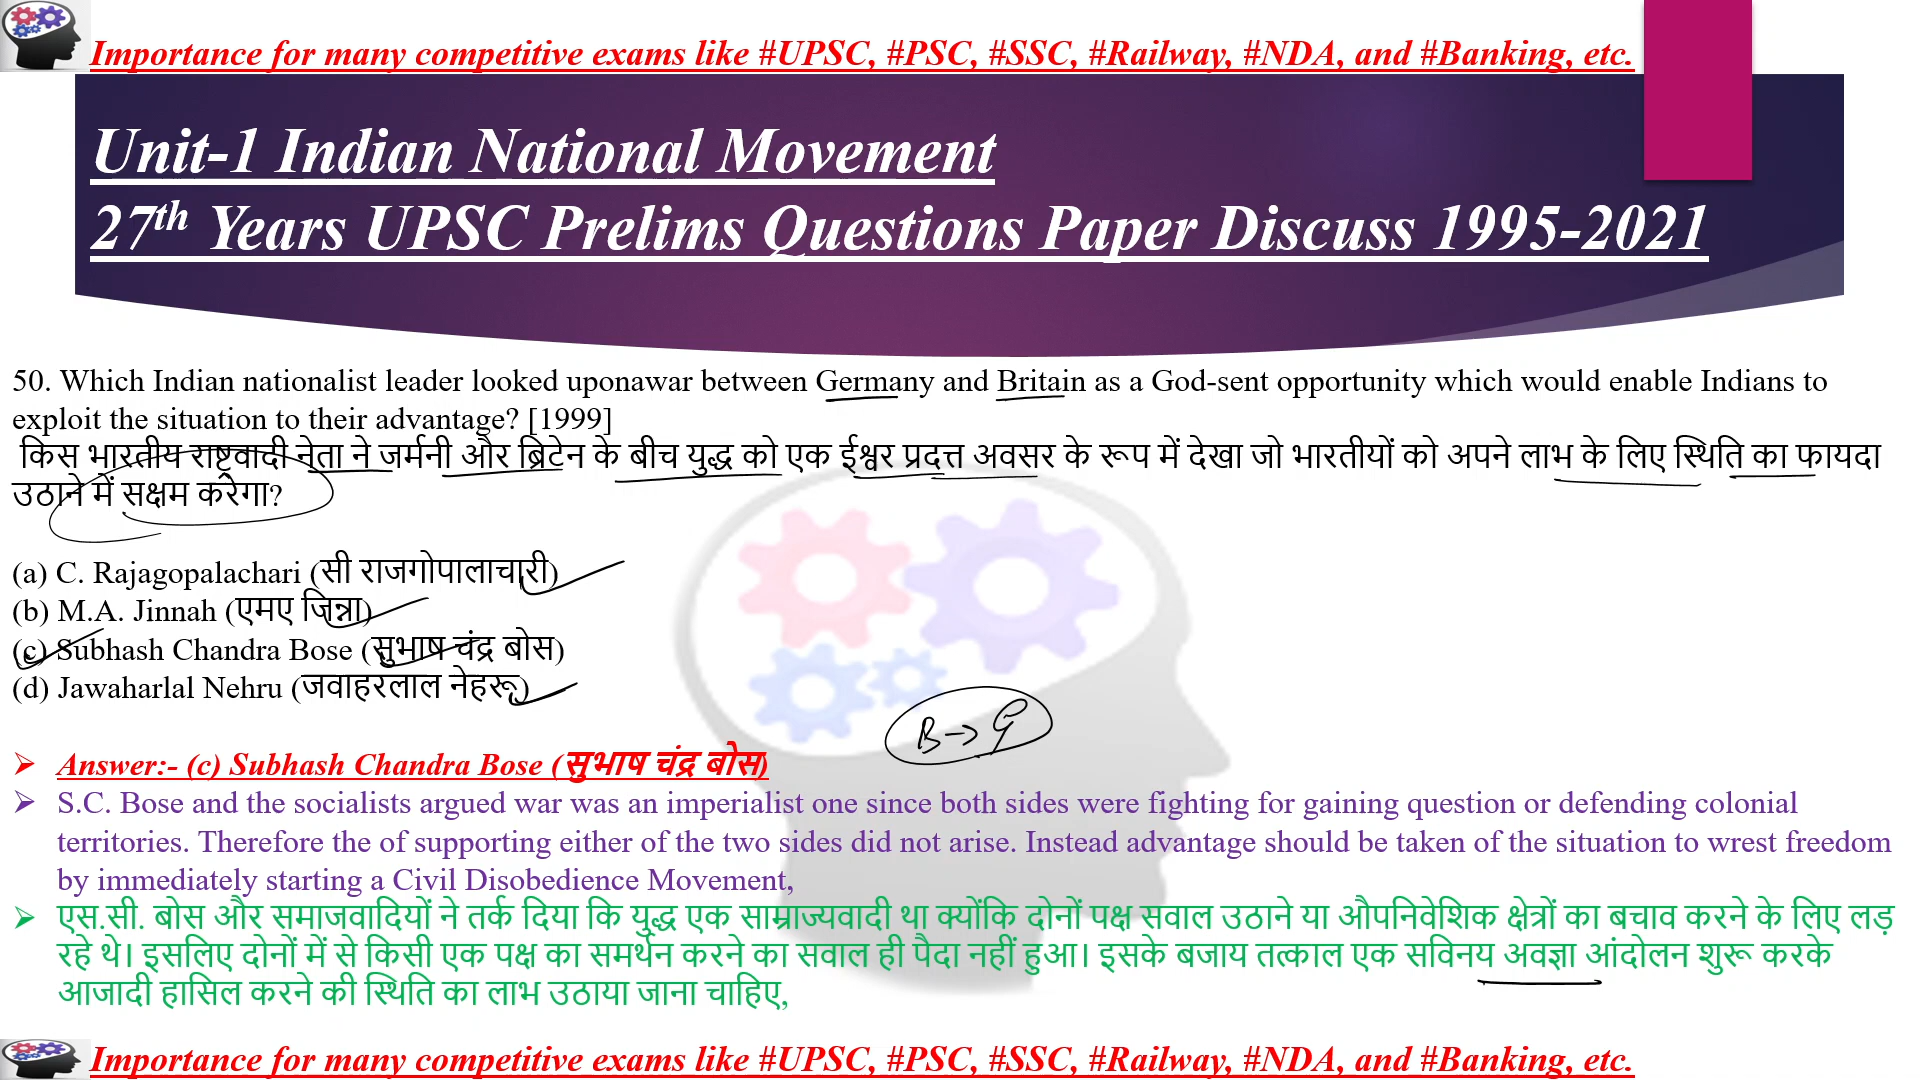 Importance for many competitive exams like #UPSC, #PSC, #SSC, #Railway, #NDA, and #Banking, etc.
Unit-1 Indian National Movement
27th Years UPSC Prelims Questions Paper Discuss 1995-2021
50. Which Indian nationalist leader looked uponawar between Germany and Britain as a God-sent opportunity which would enable Indians to
exploit the situation to their advantage? [1999]
किस भारतीय राष्ट्रवादी नेता ने जर्मनी और ब्रिटेन के बीच युद्ध को एक ईश्वर प्रदत्त अवसर के रूप में देखा जो भारतीयों को अपने लाभ के लिए स्थिति का फायदा
उठाने में सक्षम करेगा?
(a) C. Rajagopalachari (सी राजगोपालाचारी)
(b) M.A. Jinnah (एमए जिन्ना)
(c) Subhash Chandra Bose (सुभाष चंद्र बोस)
(d) Jawaharlal Nehru (जवाहरलाल नेहरू)
B → G
➢ Answer:- (c) Subhash Chandra Bose (सुभाष चंद्र बोस)
➢ S.C. Bose and the socialists argued war was an imperialist one since both sides were fighting for gaining question or defending colonial
territories. Therefore the of supporting either of the two sides did not arise. Instead advantage should be taken of the situation to wrest freedom
by immediately starting a Civil Disobedience Movement,
➢ एस.सी. बोस और समाजवादियों ने तर्क दिया कि युद्ध एक साम्राज्यवादी था क्योंकि दोनों पक्ष सवाल उठाने या औपनिवेशिक क्षेत्रों का बचाव करने के लिए लड़
रहे थे। इसलिए दोनों में से किसी एक पक्ष का समर्थन करने का सवाल ही पैदा नहीं हुआ। इसके बजाय तत्काल एक सविनय अवज्ञा आंदोलन शुरू करके
आजादी हासिल करने की स्थिति का लाभ उठाया जाना चाहिए,
Importance for many competitive exams like #UPSC, #PSC, #SSC, #Railway, #NDA, and #Banking, etc.